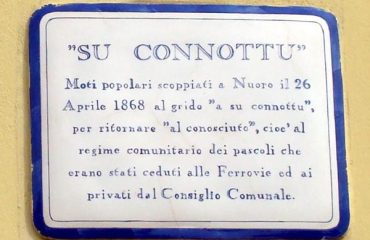 "SU CONNOTTU"
Moti popolari scoppiati a Nuoro il 26
Aprile 1868 al grido "a su connottu",
per ritornare "al conosciuto", cioe' al
regime comunitario dei pascoli che
erano stati ceduti alle Ferrovie ed ai
privati dal Consiglio Comunale.